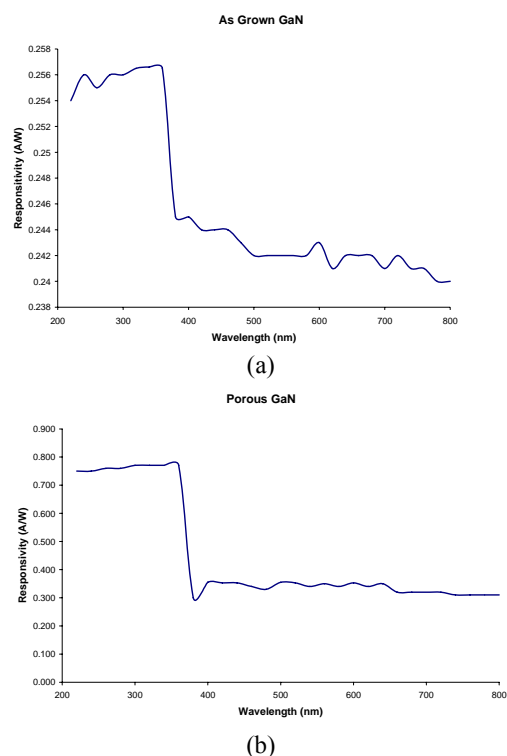 As Grown GaN
0.258
0.256
0.254
0.252
0.25
0.248
0.246
0.244
0.242
0.24
0.238
Responsitivity (A/W)
200 300 400 500 600 700 800
Wavelength (nm)
(a)
Porous GaN
0.900
0.800
0.700
0.600
0.500
0.400
0.300
0.200
0.100
0.000
Responsivity (A/W)
200 300 400 500 600 700 800
Wavelength (nm)
(b)